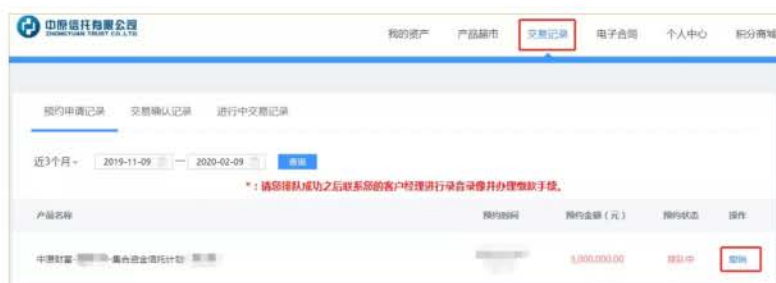 中原信托有限公司
ZHONGYUAN TRUST CO.,LTD
我的资产 产品超市 交易记录 电子合同 个人中心 积分商城
预约申请记录 交易确认记录 进行中交易记录
近3个月 2019-11-09 — 2020-02-09 查询
*：请您排队成功之后联系您的客户经理进行录音录像并办理缴款手续。
产品名称 预约时间 预约金额（元） 预约状态 操作
中原财富- -集合资金信托计划- 3,000,000.00 排队中 撤销